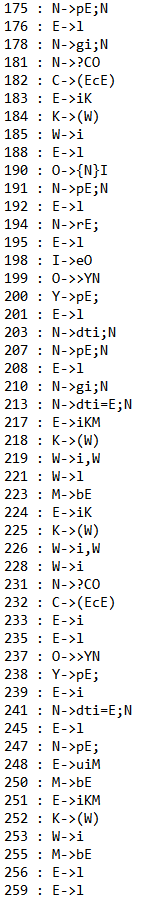 175 : N->pE;N
176 : E->l
178 : N->gi;N
181 : N->?CO
182 : C->(EcE)
183 : E->iK
184 : K->(W)
185 : W->i
188 : E->l
190 : O->{N}I
191 : N->pE;N
192 : E->l
194 : N->rE;
195 : E->l
198 : I->eO
199 : O->>YN
200 : Y->pE;
201 : E->l
203 : N->dti;N
207 : N->pE;N
208 : E->l
210 : N->gi;N
213 : N->dti=E;N
217 : E->iKM
218 : K->(W)
219 : W->i,W
221 : W->l
223 : M->bE
224 : E->iK
225 : K->(W)
226 : W->i,W
228 : W->i
231 : N->?CO
232 : C->(EcE)
233 : E->i
235 : E->l
237 : O->>YN
238 : Y->pE;
239 : E->i
241 : N->dti=E;N
245 : E->l
247 : N->pE;
248 : E->uiM
250 : M->bE
251 : E->iKM
252 : K->(W)
253 : W->i
255 : M->bE
256 : E->l
259 : E->l